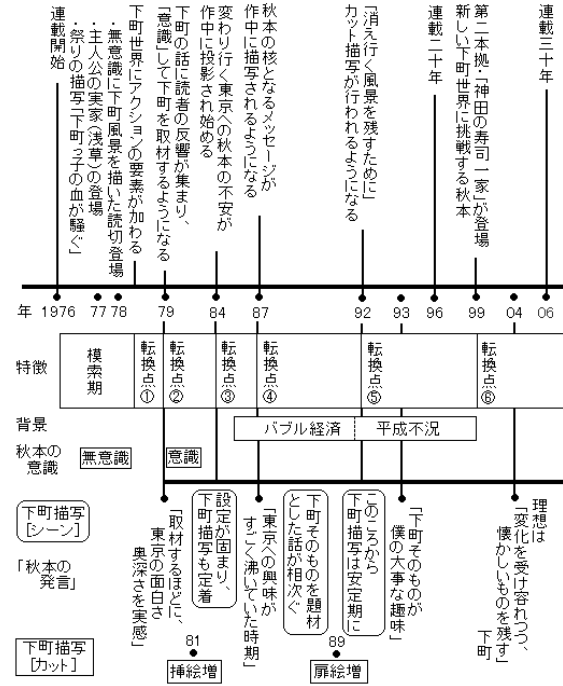 連載開始
・祭りの描写「下町っ子の血が騒ぐ」
・主人公の実家(浅草)の登場
・無意識に下町風景を描いた読切登場
下町世界にアクションの要素が加わる
下町の話に読者の反響が集まり、
「意識」して下町を取材するようになる
変わり行く東京への秋本の不安が
作中に投影され始める
秋本の核となるメッセージが
作中に描写されるようになる
「消え行く風景を残すために」
カット描写が行われるようになる
連載二十年
第二本拠・「神田の寿司一家」が登場
新しい下町世界に挑戦する秋本
連載三十年
年 1976 77 78 79 84 87 92 93 96 99 04 06
特徴
模索期
転換点①
転換点②
転換点③
転換点④
転換点⑤
転換点⑥
背景
バブル経済
平成不況
秋本の
意識
無意識
意識
下町描写
[シーン]
「秋本の
発言」
下町描写
[カット]
「取材するほどに、
東京の面白さ
奥深さを実感」
設定が固まり、
下町描写も定着
「東京への興味が
すごく沸いていた時期」
下町そのものを題材
とした話が相次ぐ
このころから
下町描写は安定期に
「下町そのものが
僕の大事な趣味」
理想は
「変化を受け容れつつ、
懐かしいものを残す」
下町
81
挿絵増
89
扉絵増